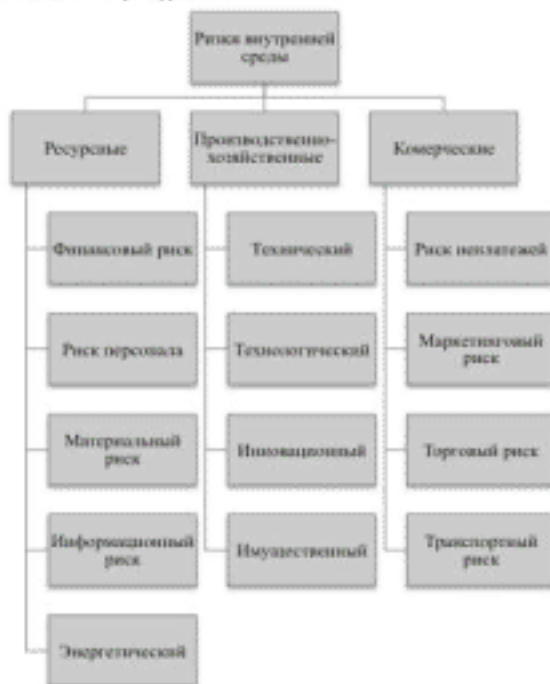 Риски внутренней
среды
Ресурсные
Производственно-
хозяйственные
Комерческие
Финансовый риск
Технический
Риск неплатежей
Риск персонала
Технологический
Маркетинговый
риск
Материальный
риск
Инновационный
Торговый риск
Информационный
риск
Имущественный
Транспортный
риск
Энергетический